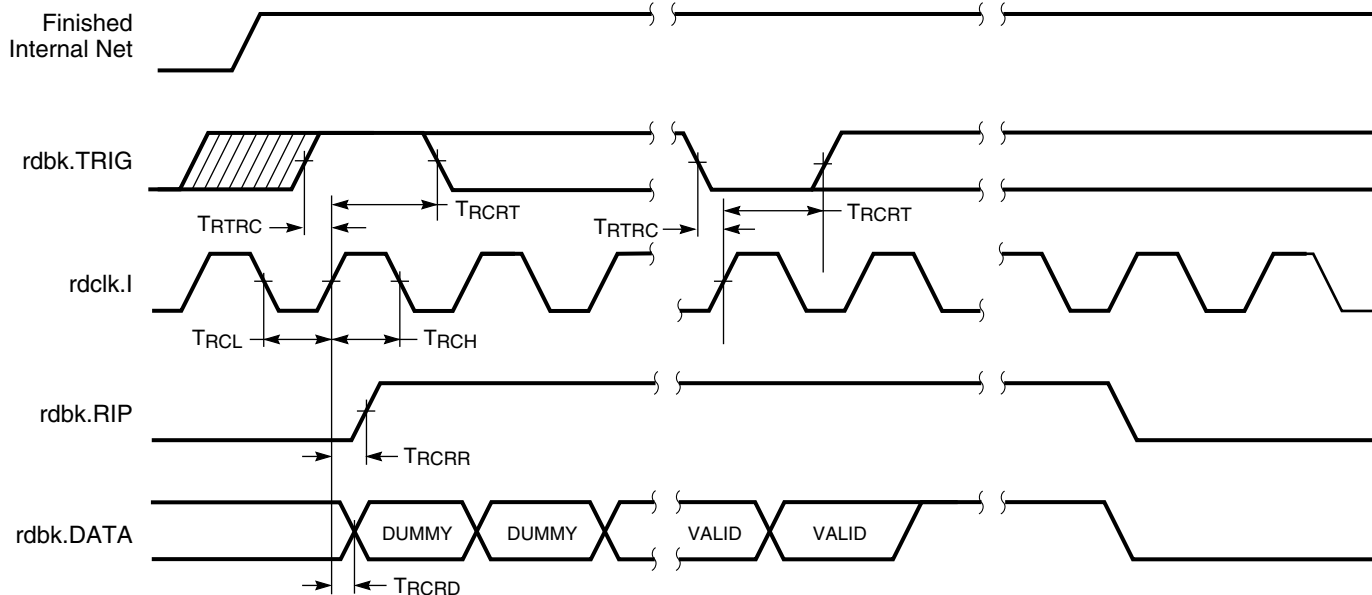 Finished
Internal Net
rdbk.TRIG
TRTRC
TRCRT
TRTRC
TRCRT
rdclk.I
TRCL
TRCH
rdbk.RIP
TRCRR
rdbk.DATA
DUMMY
DUMMY
VALID
VALID
TRCRD